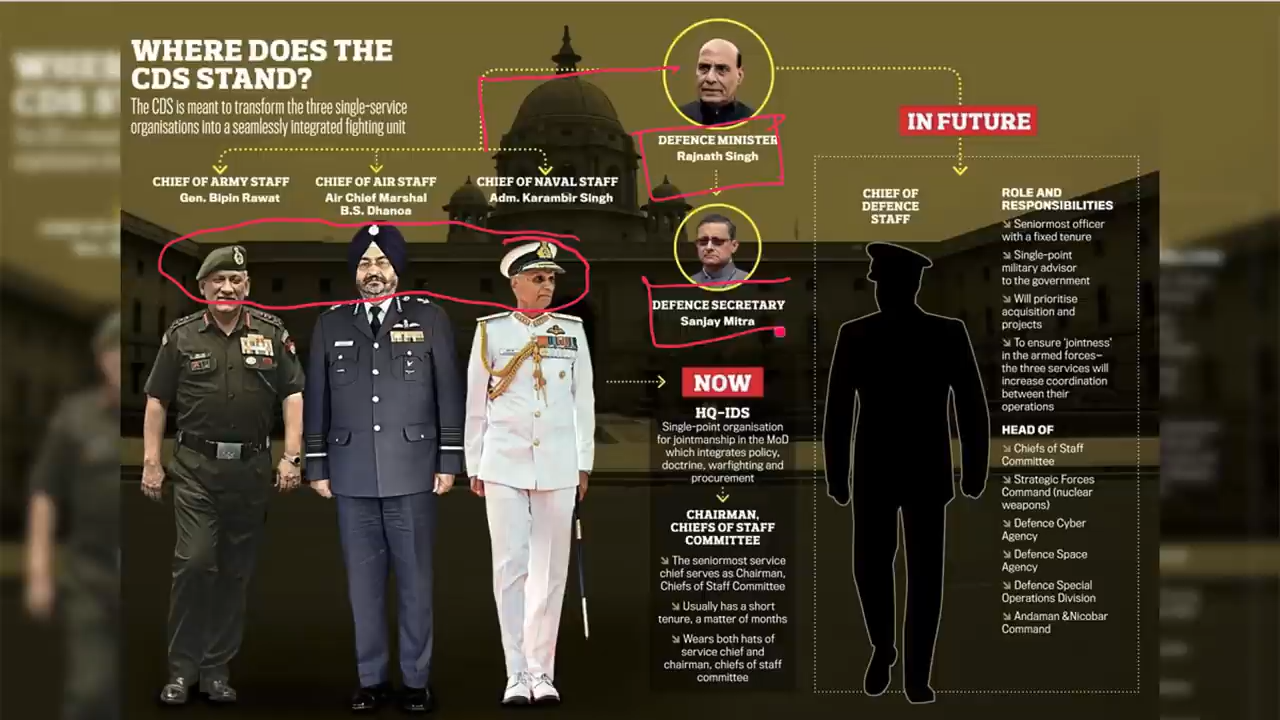 WHERE DOES THE
CDS STAND?
The CDS is meant to transform the three single-service
organisations into a seamlessly integrated fighting unit
CHIEF OF ARMY STAFF
Gen. Bipin Rawat
CHIEF OF AIR STAFF
Air Chief Marshal
B.S. Dhanoa
CHIEF OF NAVAL STAFF
Adm. Karambir Singh
DEFENCE MINISTER
Rajnath Singh
DEFENCE SECRETARY
Sanjay Mitra
NOW
HQ-IDS
Single-point organisation
for jointmanship in the MoD
which integrates policy,
doctrine, warfighting and
procurement
CHAIRMAN,
CHIEFS OF STAFF
COMMITTEE
The seniormost service
chief serves as Chairman,
Chiefs of Staff Committee
Usually has a short
tenure, a matter of months
Wears both hats of
service chief and
chairman, chiefs of staff
committee
IN FUTURE
CHIEF OF
DEFENCE
STAFF
ROLE AND
RESPONSIBILITIES
Seniormost officer
with a fixed tenure
Single-point
military advisor
to the government
Will prioritise
acquisition and
projects
To ensure 'jointness'
in the armed forces–
the three services will
increase coordination
between their
operations
HEAD OF
Chiefs of Staff
Committee
Strategic Forces
Command (nuclear
weapons)
Defence Cyber
Agency
Defence Space
Agency
Defence Special
Operations Division
Andaman &Nicobar
Command